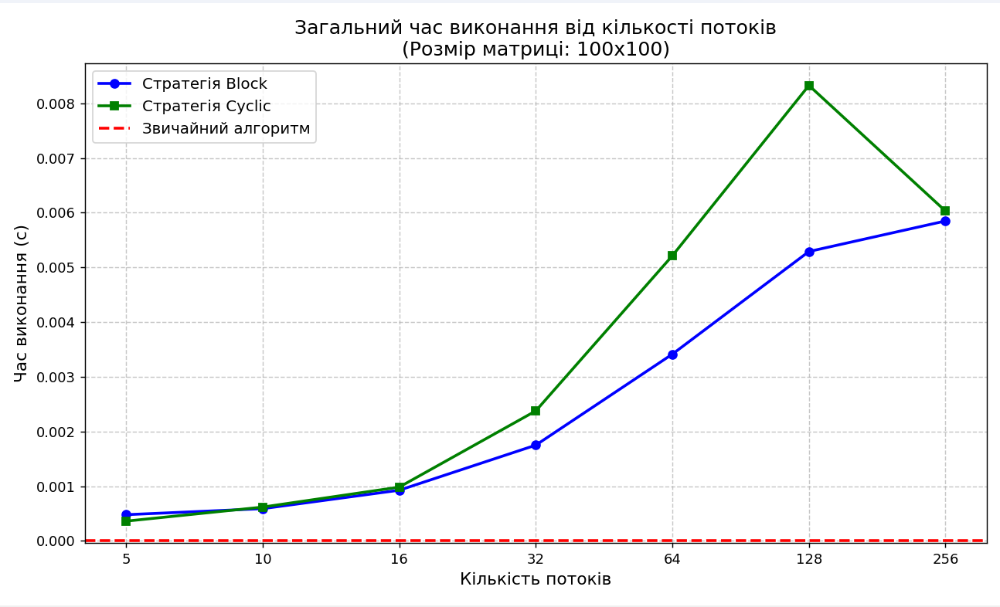 Загальний час виконання від кількості потоків
(Розмір матриці: 100x100)
Стратегія Block
Стратегія Cyclic
Звичайний алгоритм
Час виконання (с)
0.008
0.007
0.006
0.005
0.004
0.003
0.002
0.001
0.000
5 10 16 32 64 128 256
Кількість потоків